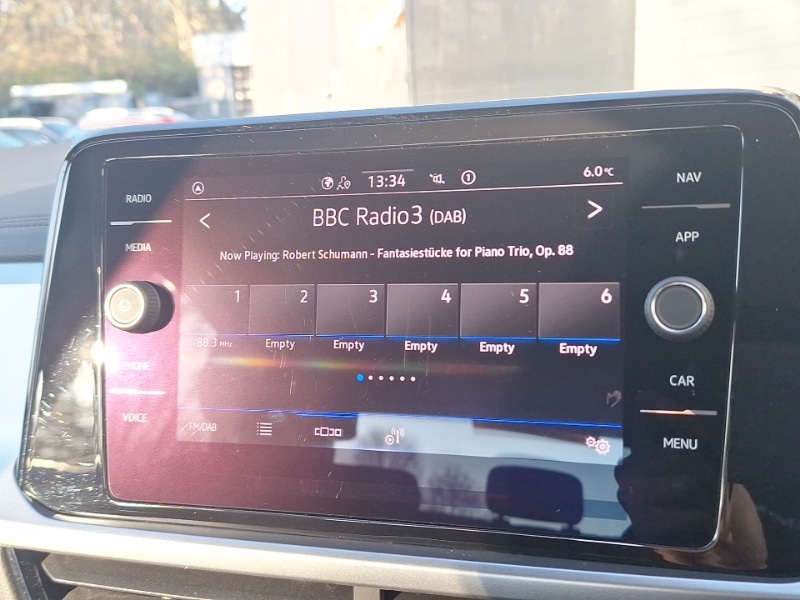 RADIO
MEDIA
PHONE
VOICE
13:34
1
6.0°C
< BBC Radio3 (DAB) >
Now Playing: Robert Schumann - Fantasiestücke for Piano Trio, Op. 88
1 2 3 4 5 6
88.3 MHz Empty Empty Empty Empty Empty
FM/DAB
NAV
APP
CAR
MENU